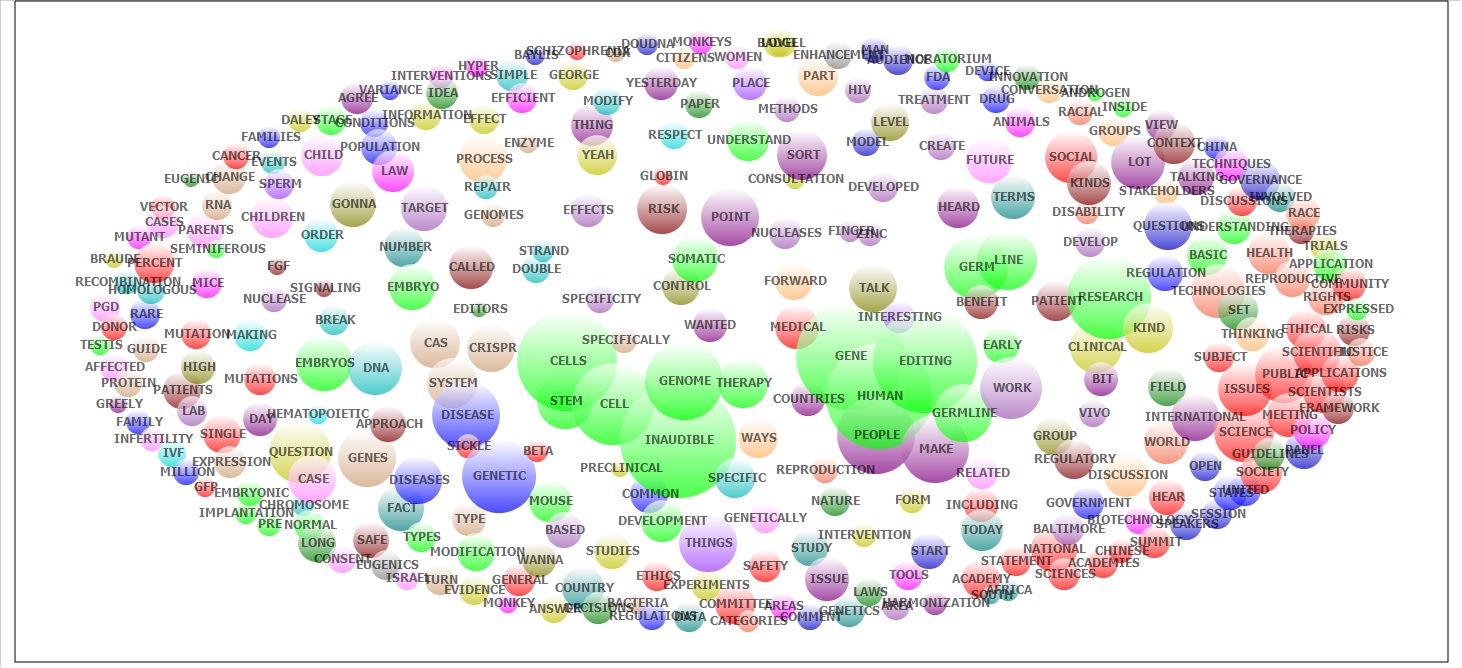 SCHIZOPHRENIA
BAYLIS
CDX
DOUDNA
MONKEYS
CITIZENS
WOMEN
ENHANCEMENT
MAN
AUDIENCE
MORATORIUM
HYPER
INTERVENTIONS
SIMPLE
GEORGE
YESTERDAY
PLACE
PART
HIV
FDA
DEVICE
INNOVATION
CONVERSATION
ANDROGEN
VARIANCE
AGREE
IDEA
EFFICIENT
MODIFY
PAPER
METHODS
TREATMENT
DRUG
INSIDE
RACIAL
DALEY
STAGE
CONDITIONS
INFORMATION
EFFECT
THING
LEVEL
ANIMALS
GROUPS
VIEW
FAMILIES
POPULATION
ENZYME
RESPECT
UNDERSTAND
MODEL
CREATE
CONTEXT
CHINA
CANCER
EVENTS
CHILD
LAW
PROCESS
YEAH
SORT
FUTURE
SOCIAL
LOT
TECHNIQUES
EUGENIC
CHANGE
SPERM
REPAIR
GLOBIN
CONSULTATION
DEVELOPED
KINDS
STAKEHOLDERS
TALKING
GOVERNANCE
VECTOR
RNA
GONNA
TARGET
GENOMES
EFFECTS
RISK
POINT
HEARD
TERMS
DISABILITY
DISCUSSIONS
INVOLVED
RACE
CASES
PARENTS
CHILDREN
NUCLEASES
FINGER
ZINC
QUESTIONS
UNDERSTANDING
THERAPIES
MUTANT
SEMINIFEROUS
ORDER
NUMBER
STRAND
DEVELOP
TRIALS
BRAUDE
PERCENT
FGF
CALLED
DOUBLE
SOMATIC
GERM
LINE
BASIC
HEALTH
APPLICATION
RECOMBINATION
HOMOLOGOUS
MICE
SIGNALING
EMBRYO
CONTROL
FORWARD
TALK
REGULATION
REPRODUCTIVE
COMMUNITY
PGD
RARE
NUCLEASE
EDITORS
SPECIFICITY
BENEFIT
PATIENT
RESEARCH
TECHNOLOGIES
RIGHTS
EXPRESSED
DONOR
MUTATION
MAKING
BREAK
WANTED
MEDICAL
INTERESTING
KIND
SET
THINKING
ETHICAL
RISKS
TESTIS
GUIDE
CAS
CRISPR
SPECIFICALLY
EARLY
CLINICAL
SUBJECT
SCIENTIFIC
JUSTICE
AFFECTED
HIGH
EMBRYOS
DNA
CELLS
GENE
EDITING
PUBLIC
APPLICATIONS
PROTEIN
PATIENTS
MUTATIONS
SYSTEM
GENOME
THERAPY
WORK
BIT
FIELD
ISSUES
SCIENTISTS
GREELY
LAB
STEM
CELL
COUNTRIES
HUMAN
FRAMEWORK
FAMILY
DAY
HEMATOPOIETIC
APPROACH
DISEASE
GERMLINE
VIVO
INTERNATIONAL
MEETING
INFERTILITY
SINGLE
SICKLE
INAUDIBLE
WAYS
PEOPLE
MAKE
GROUP
WORLD
SCIENCE
POLICY
IVF
EXPRESSION
QUESTION
GENES
BETA
PRECLINICAL
REPRODUCTION
REGULATORY
OPEN
GUIDELINES
PANEL
MILLION
GFP
CASE
DISEASES
GENETIC
SPECIFIC
RELATED
DISCUSSION
SOCIETY
EMBRYONIC
CHROMOSOME
FACT
MOUSE
COMMON
NATURE
FORM
INCLUDING
GOVERNMENT
HEAR
STATES
UNITED
IMPLANTATION
PRE
NORMAL
TYPE
BASED
DEVELOPMENT
GENETICALLY
INTERVENTION
TODAY
BALTIMORE
BIOTECHNOLOGY
SPEAKERS
SESSION
LONG
SAFE
TYPES
MODIFICATION
STUDIES
THINGS
STUDY
START
NATIONAL
CHINESE
SUMMIT
CONSENT
EUGENICS
WANNA
SAFETY
STATEMENT
ACADEMIES
ISRAEL
TURN
EVIDENCE
GENERAL
COUNTRY
ETHICS
EXPERIMENTS
ISSUE
TOOLS
ACADEMY
SCIENCES
MONKEY
ANSWER
DECISIONS
BACTERIA
REGULATIONS
DATA
COMMITTEE
CATEGORIES
AREAS
COMMENT
LAWS
GENETICS
AREA
HARMONIZATION
SOUTH
AFRICA